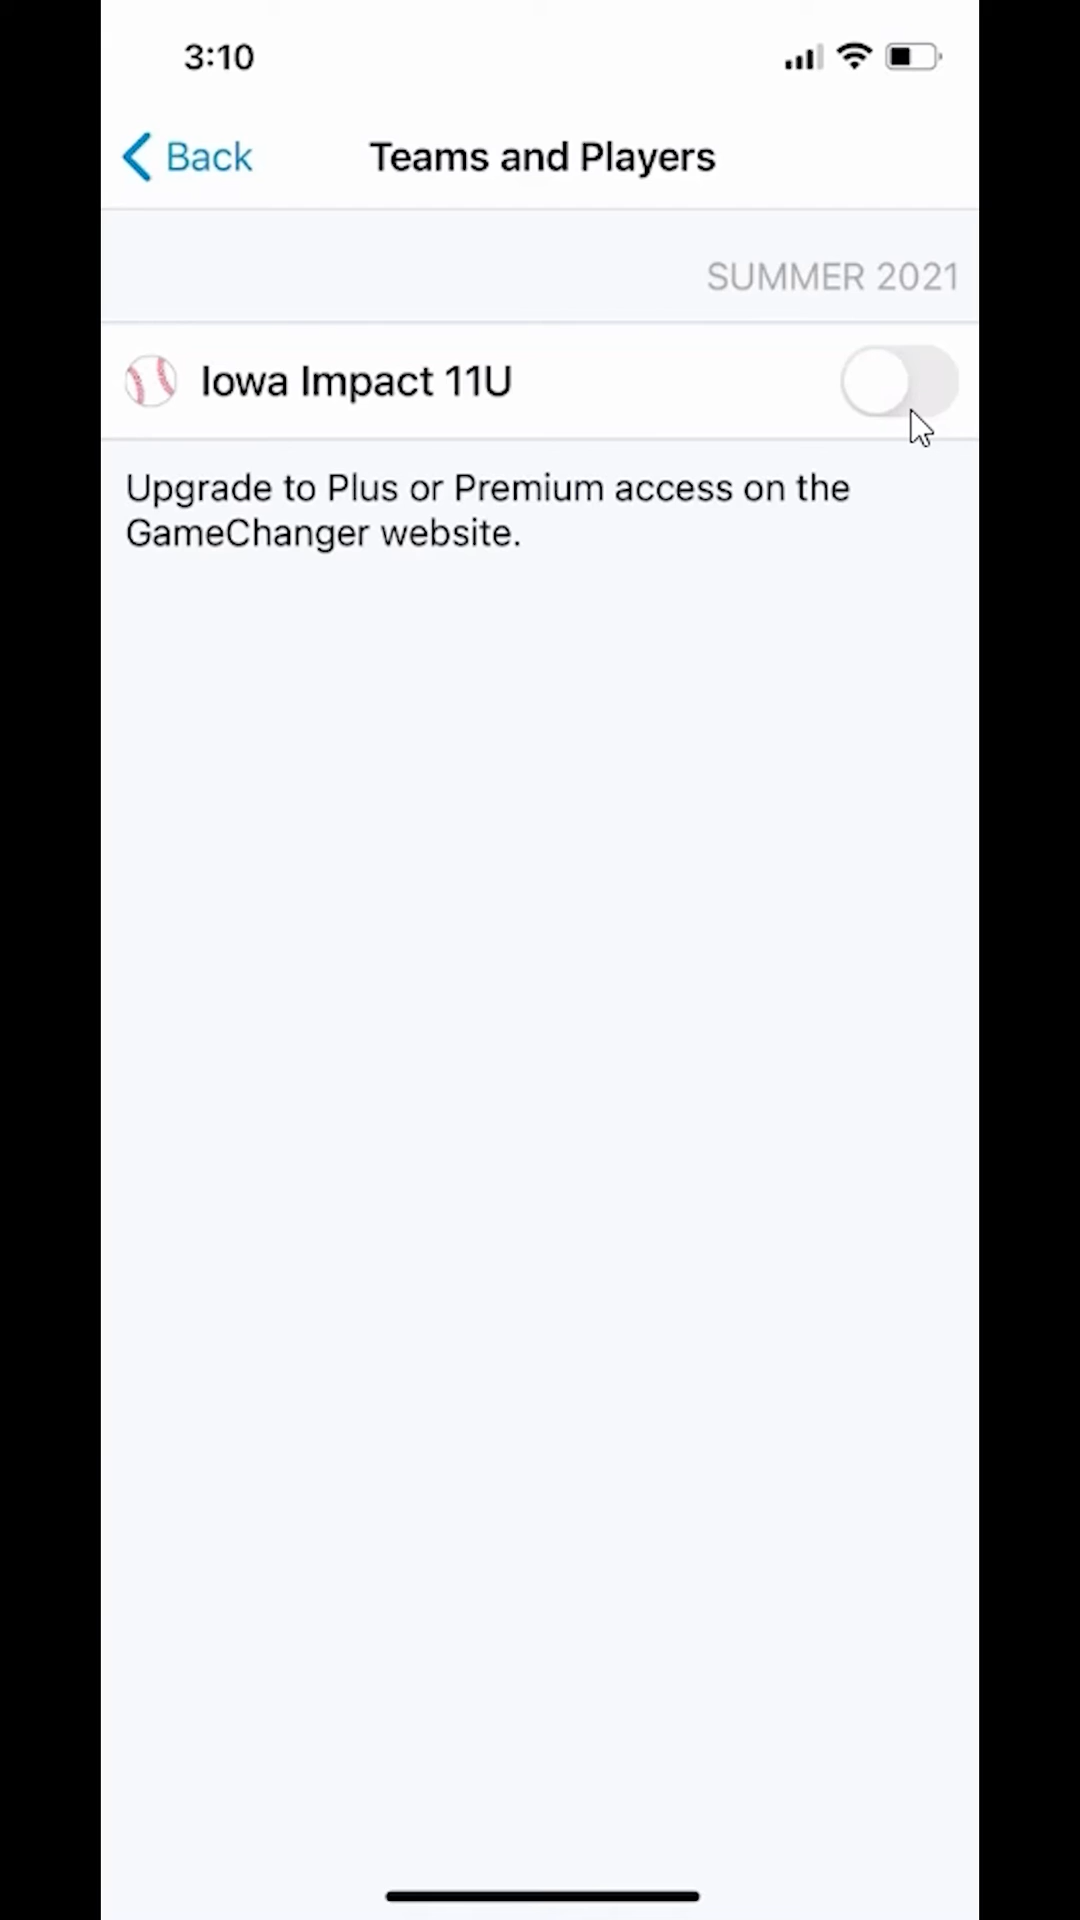 3:10
Back
Teams and Players
SUMMER 2021
Iowa Impact 11U
Upgrade to Plus or Premium access on the
GameChanger website.